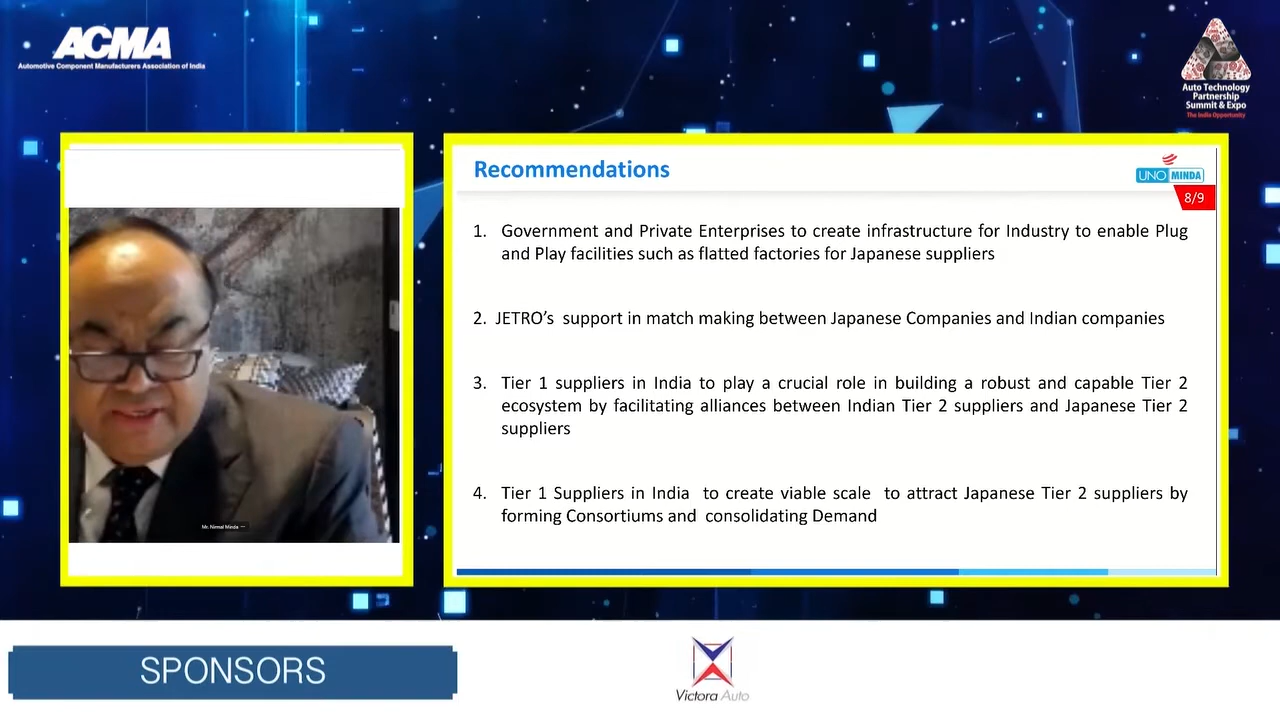 ACMA
Automotive Component Manufacturers Association of India
Auto Technology
Partnership
Summit & Expo
The India Opportunity
Recommendations
UNO MINDA
8/9
1. Government and Private Enterprises to create infrastructure for Industry to enable Plug
and Play facilities such as flatted factories for Japanese suppliers
2. JETRO's support in match making between Japanese Companies and Indian companies
3. Tier 1 suppliers in India to play a crucial role in building a robust and capable Tier 2
ecosystem by facilitating alliances between Indian Tier 2 suppliers and Japanese Tier 2
suppliers
4. Tier 1 Suppliers in India to create viable scale to attract Japanese Tier 2 suppliers by
forming Consortiums and consolidating Demand
Mr. Nirmal Minda
SPONSORS
Victora Auto